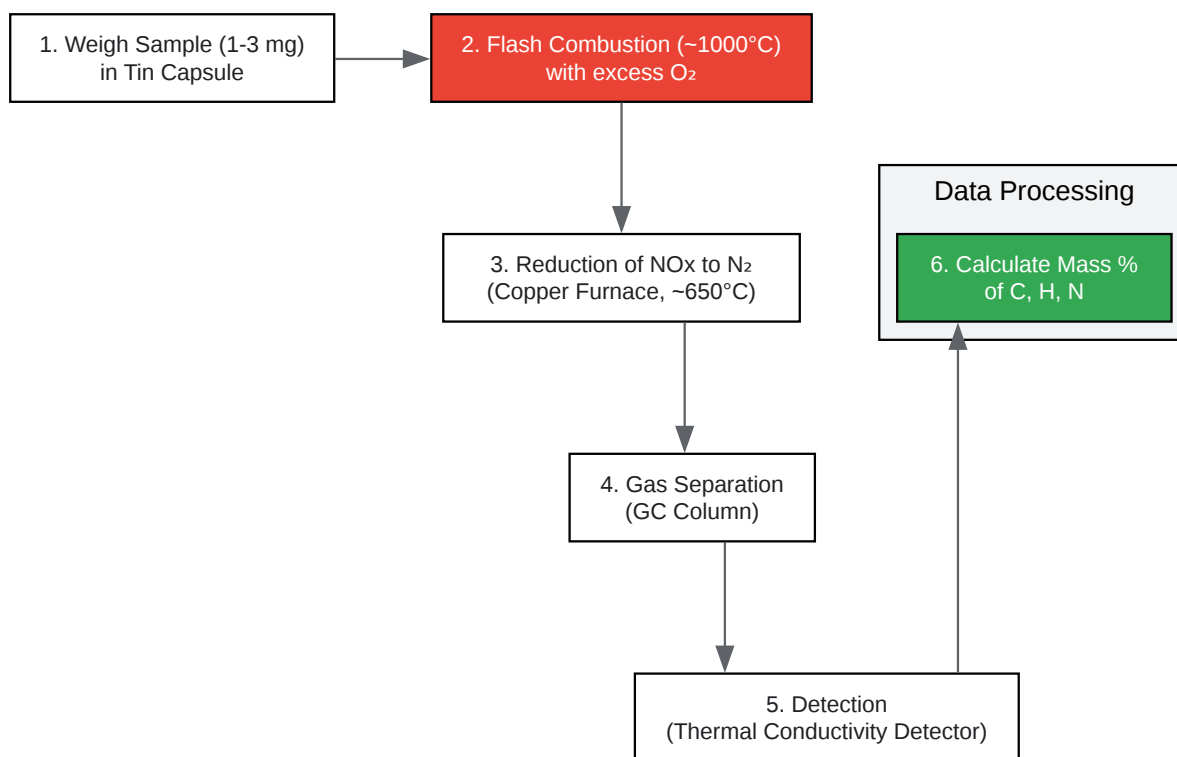 1. Weigh Sample (1-3 mg)
in Tin Capsule
2. Flash Combustion (~1000°C)
with excess O₂
3. Reduction of NOx to N₂
(Copper Furnace, ~650°C)
4. Gas Separation
(GC Column)
5. Detection
(Thermal Conductivity Detector)
Data Processing
6. Calculate Mass %
of C, H, N